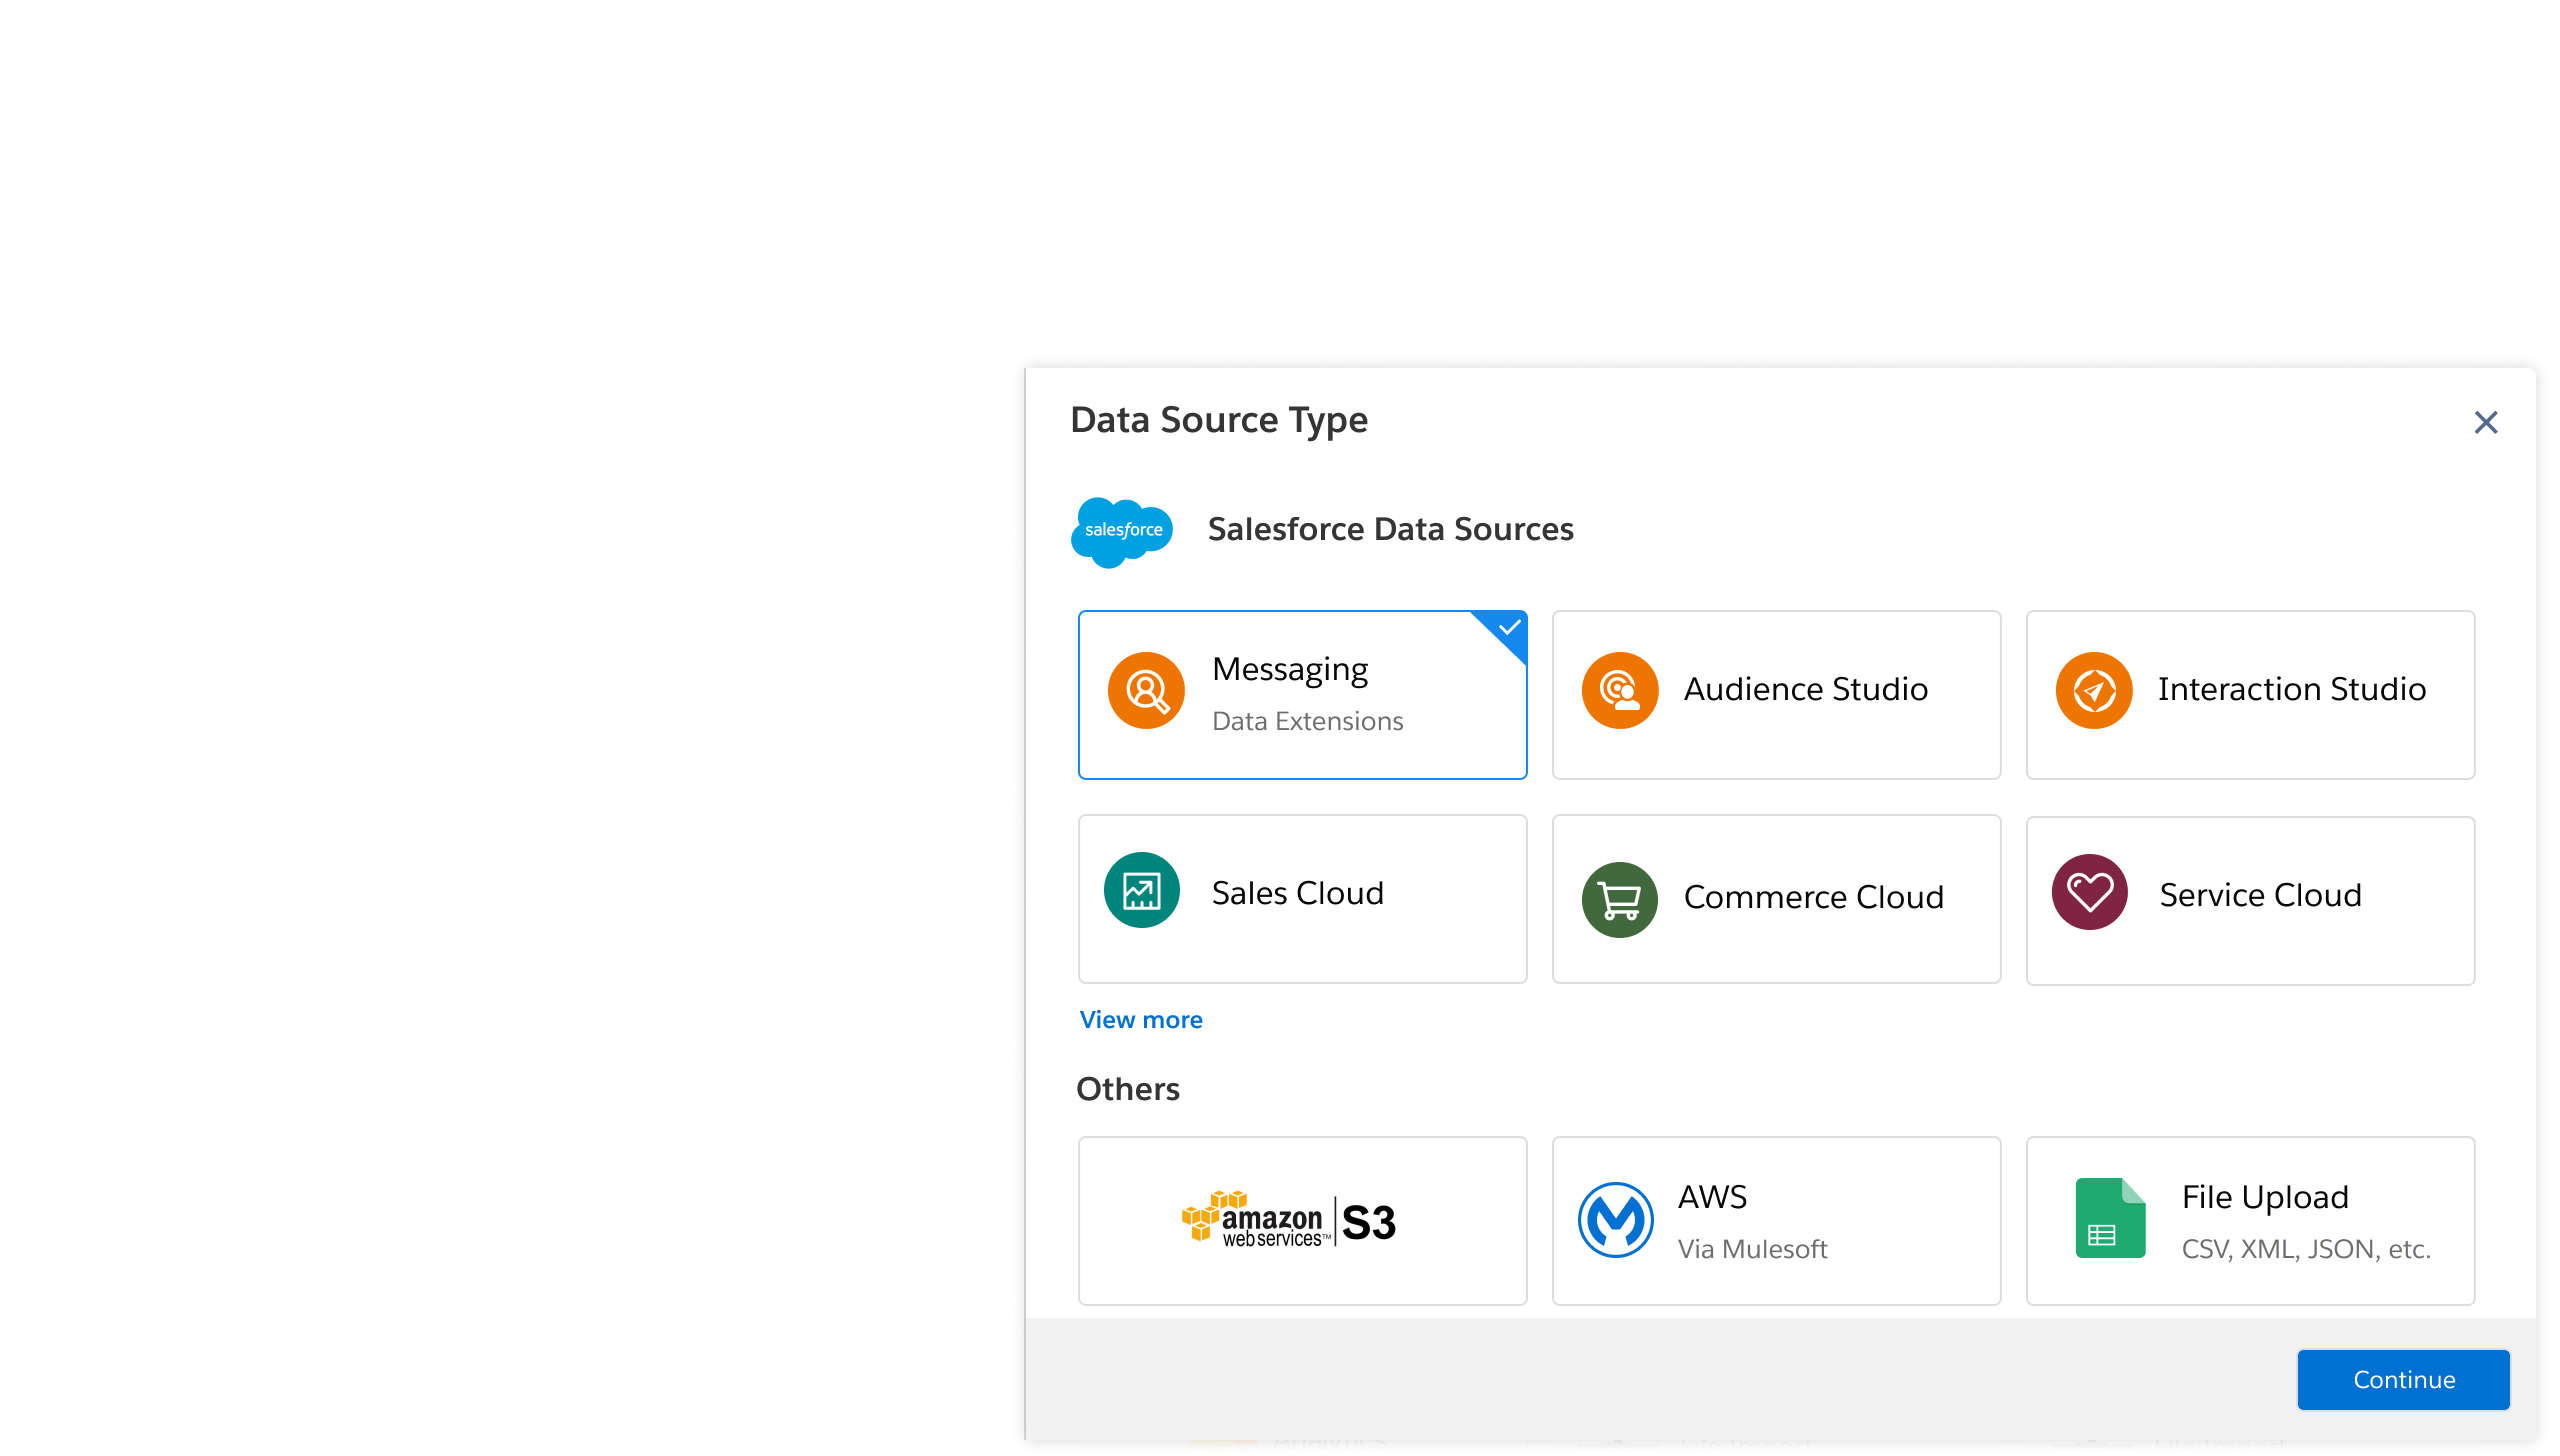 Data Source Type
salesforce
Salesforce Data Sources
Messaging
Data Extensions
Audience Studio
Interaction Studio
Sales Cloud
Commerce Cloud
Service Cloud
View more
Others
amazon
web services™
S3
AWS
Via Mulesoft
File Upload
CSV, XML, JSON, etc.
Continue